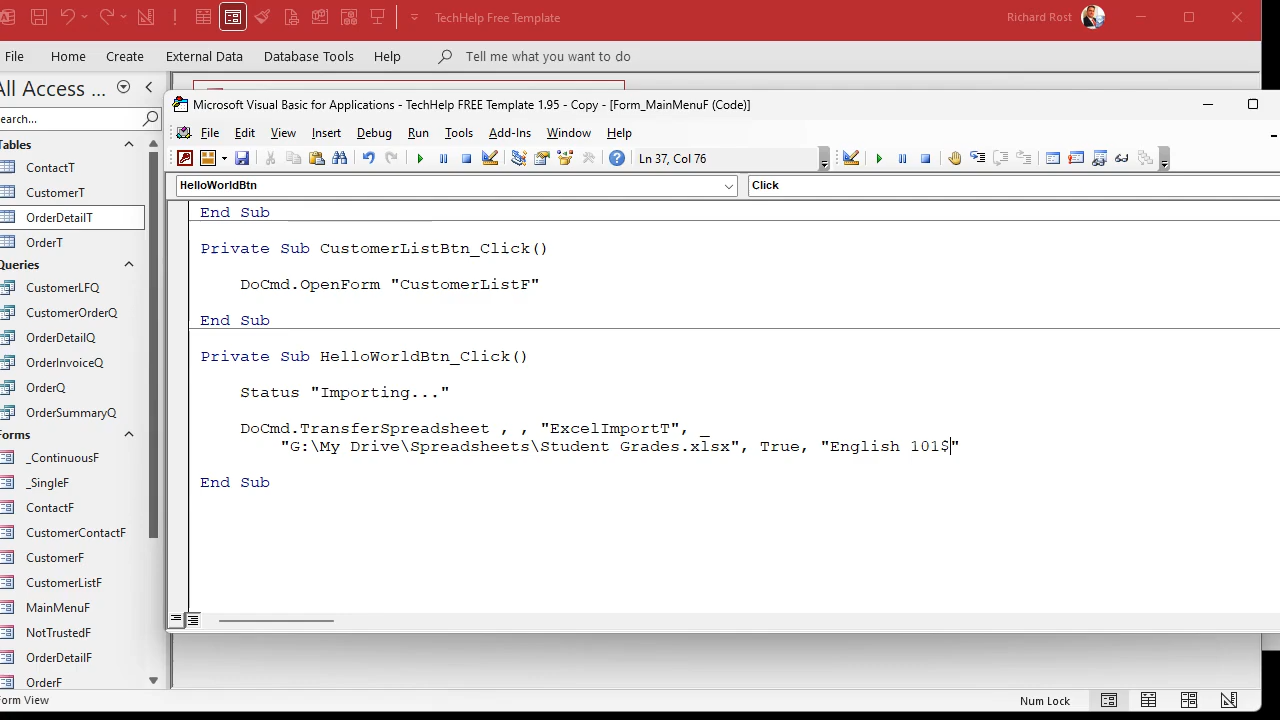 TechHelp Free Template
Richard Rost
File Home Create External Data Database Tools Help Tell me what you want to do
All Access ...
earch...
Tables
ContactT
CustomerT
OrderDetailT
OrderT
Queries
CustomerLFQ
CustomerOrderQ
OrderDetailQ
OrderInvoiceQ
OrderQ
OrderSummaryQ
Forms
_ContinuousF
_SingleF
ContactF
CustomerContactF
CustomerF
CustomerListF
MainMenuF
NotTrustedF
OrderDetailF
OrderF
Microsoft Visual Basic for Applications - TechHelp FREE Template 1.95 - Copy - [Form_MainMenuF (Code)]
File Edit View Insert Debug Run Tools Add-Ins Window Help
Ln 37, Col 76
HelloWorldBtn Click
End Sub
Private Sub CustomerListBtn_Click()
DoCmd.OpenForm "CustomerListF"
End Sub
Private Sub HelloWorldBtn_Click()
Status "Importing..."
DoCmd.TransferSpreadsheet , , "ExcelImportT", _
"G:\My Drive\Spreadsheets\Student Grades.xlsx", True, "English 101$"
End Sub
Form View
Num Lock